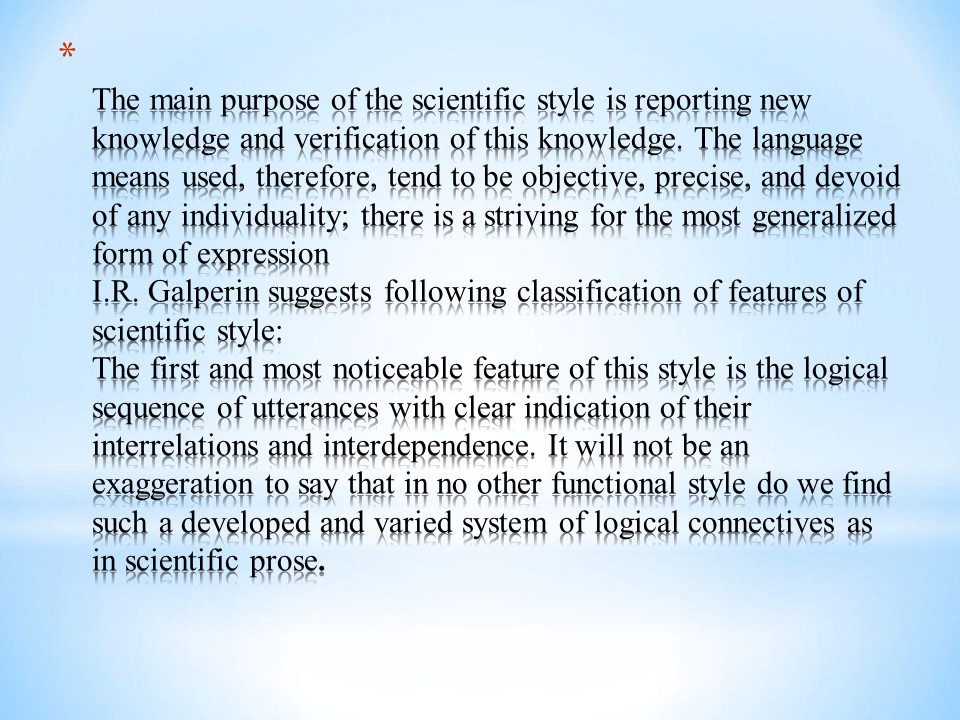 *
The main purpose of the scientific style is reporting new
knowledge and verification of this knowledge. The language
means used, therefore, tend to be objective, precise, and devoid
of any individuality; there is a striving for the most generalized
form of expression
I.R. Galperin suggests following classification of features of
scientific style:
The first and most noticeable feature of this style is the logical
sequence of utterances with clear indication of their
interrelations and interdependence. It will not be an
exaggeration to say that in no other functional style do we find
such a developed and varied system of logical connectives as
in scientific prose.